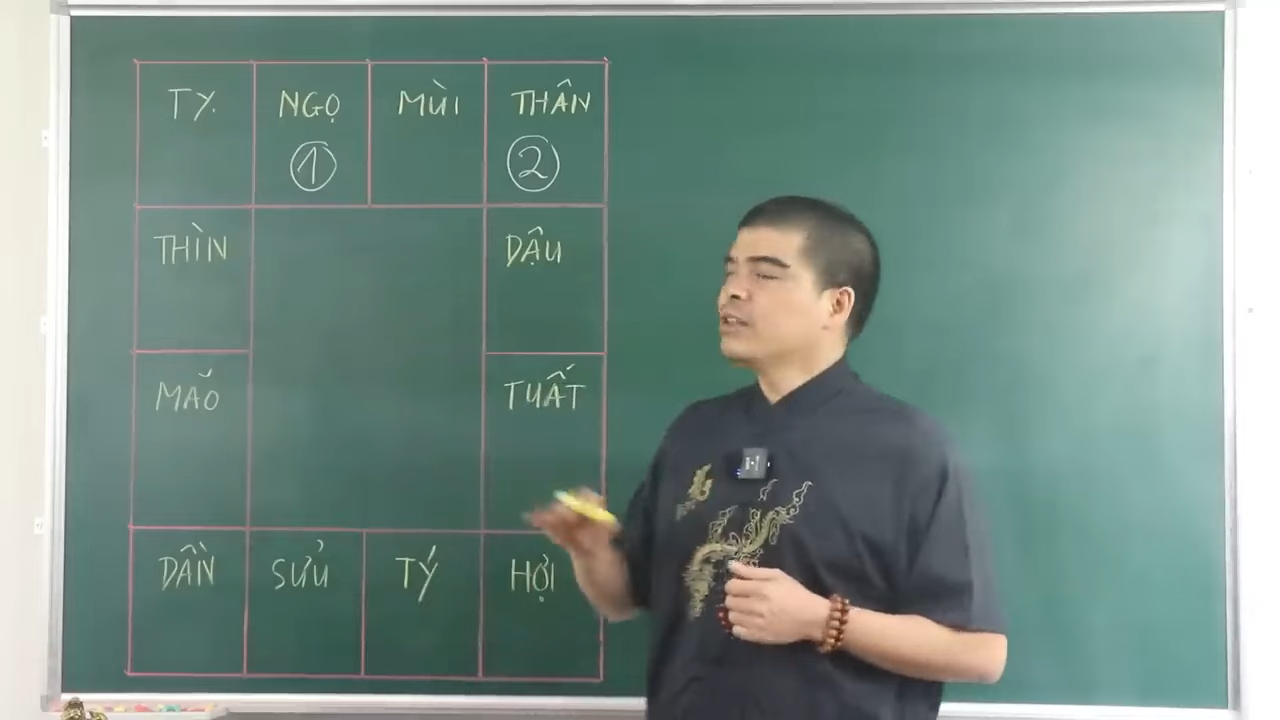 TỴ
NGỌ
MÙI
THÂN
1
2
THÌN
DẬU
MÃO
TUẤT
DẦN
SỬU
TÝ
HỢI